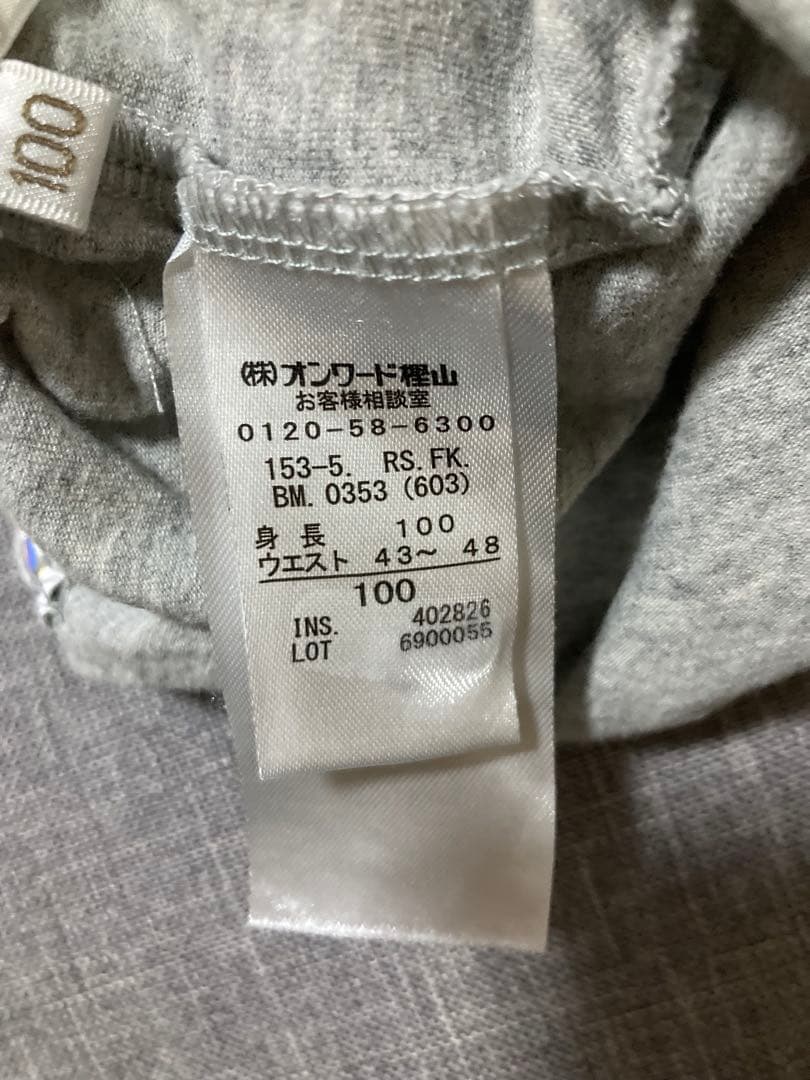 100
(株)オンワード樫山
お客様相談室
0120-58-6300
153-5. RS.FK.
BM. 0353 (603)
身長 100
ウエスト 43〜 48
100
INS. 402826
LOT 6900055